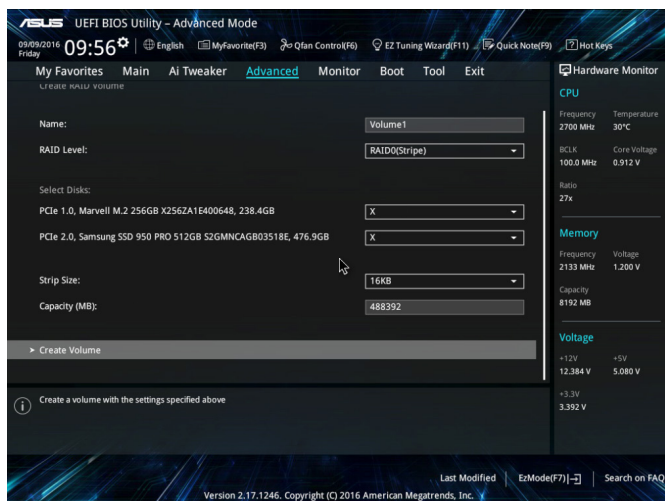 ASUS UEFI BIOS Utility – Advanced Mode
09/09/2016 Friday 09:56 English MyFavorite(F3) Qfan Control(F6) EZ Tuning Wizard(F11) Quick Note(F9) ? Hot Keys
My Favorites Main Ai Tweaker Advanced Monitor Boot Tool Exit
Create RAID Volume
Name: Volume1
RAID Level: RAID0(Stripe)
Select Disks:
PCIe 1.0, Marvell M.2 256GB X256ZA1E400648, 238.4GB X
PCIe 2.0, Samsung SSD 950 PRO 512GB S2GMNCAGB03518E, 476.9GB X
Strip Size: 16KB
Capacity (MB): 488392
> Create Volume
i Create a volume with the settings specified above
Hardware Monitor
CPU
Frequency Temperature
2700 MHz 30°C
BCLK Core Voltage
100.0 MHz 0.912 V
Ratio
27x
Memory
Frequency Voltage
2133 MHz 1.200 V
Capacity
8192 MB
Voltage
+12V +5V
12.384 V 5.080 V
+3.3V
3.392 V
Last Modified EzMode(F7) Search on FAQ
Version 2.17.1246. Copyright (C) 2016 American Megatrends, Inc.